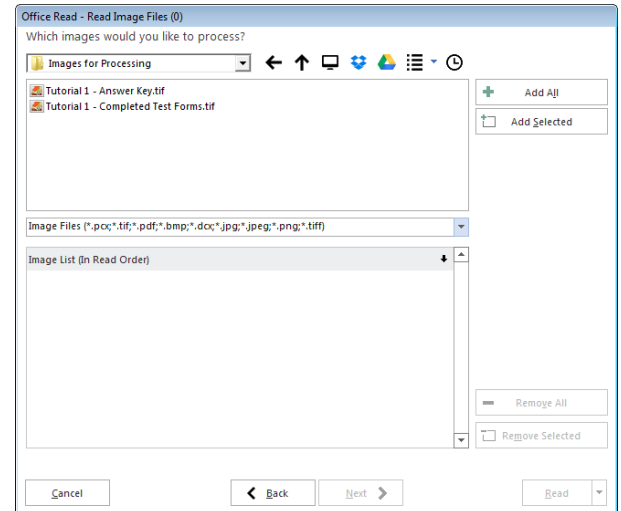 Office Read - Read Image Files (0)
Which images would you like to process?
Images for Processing
Tutorial 1 - Answer Key.tif
Tutorial 1 - Completed Test Forms.tif
Add All
Add Selected
Image Files (*.pcx;*.tif;*.pdf;*.bmp;*.dcx;*.jpg;*.jpeg;*.png;*.tiff)
Image List (In Read Order)
Remove All
Remove Selected
Cancel
Back
Next
Read